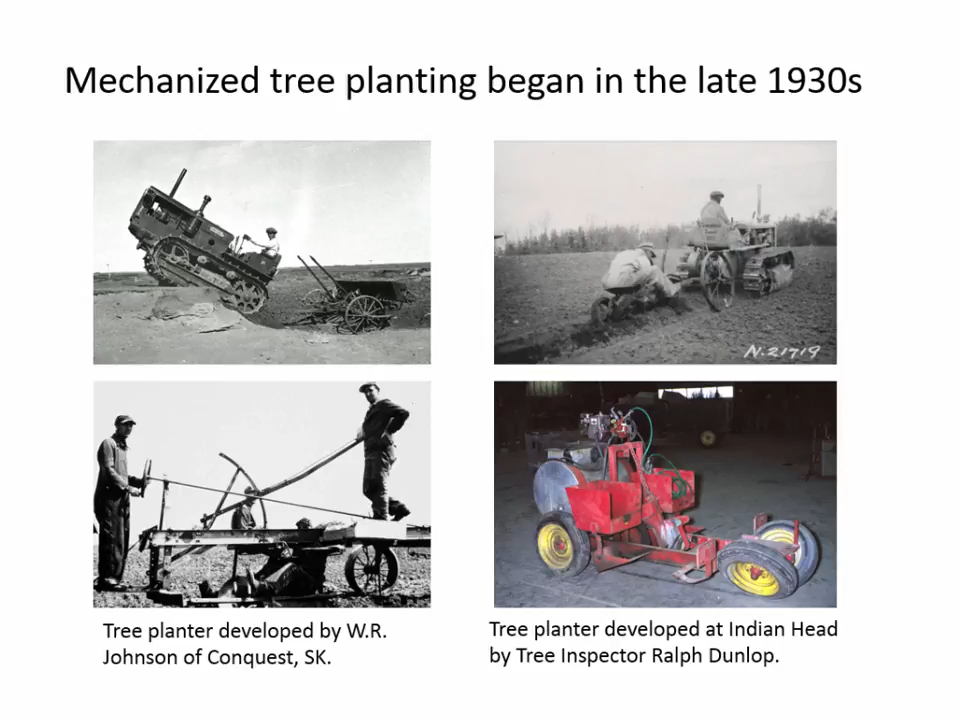 Mechanized tree planting began in the late 1930s
N.21719
Tree planter developed by W.R.
Johnson of Conquest, SK.
Tree planter developed at Indian Head
by Tree Inspector Ralph Dunlop.